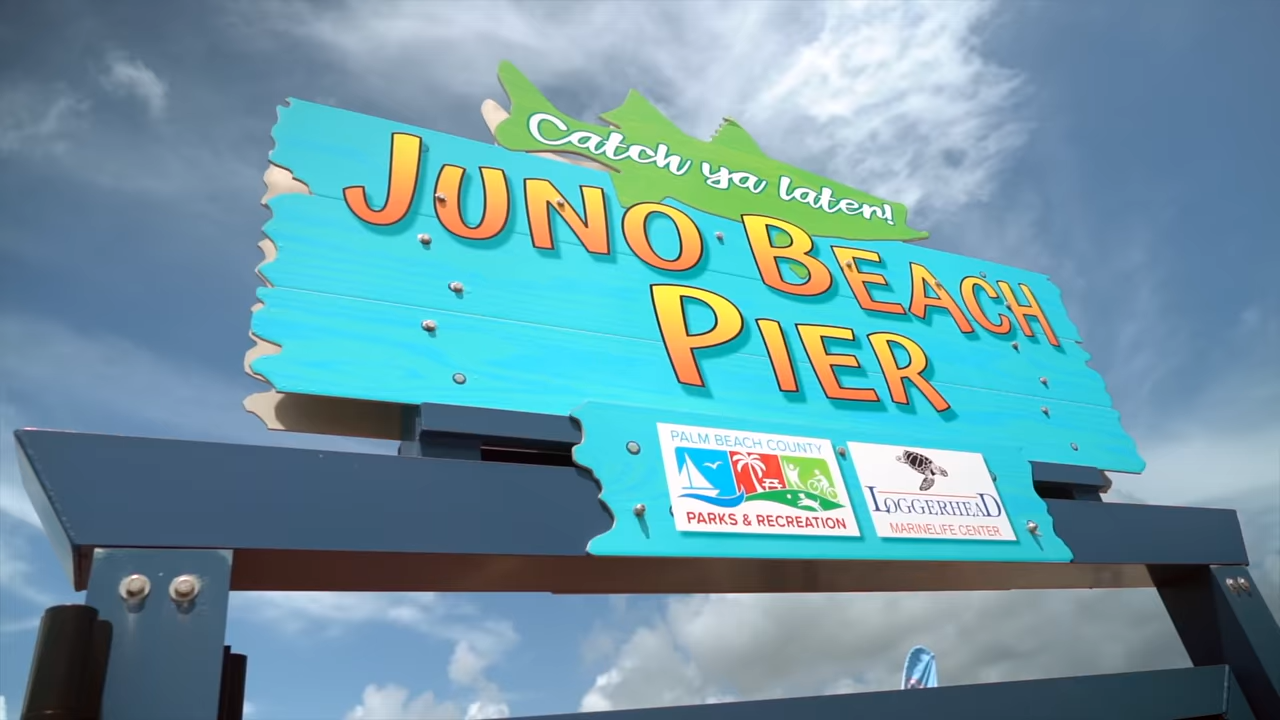 Catch ya later!
JUNO BEACH
PIER
PALM BEACH COUNTY
PARKS & RECREATION
LOGGERHEAD
MARINELIFE CENTER